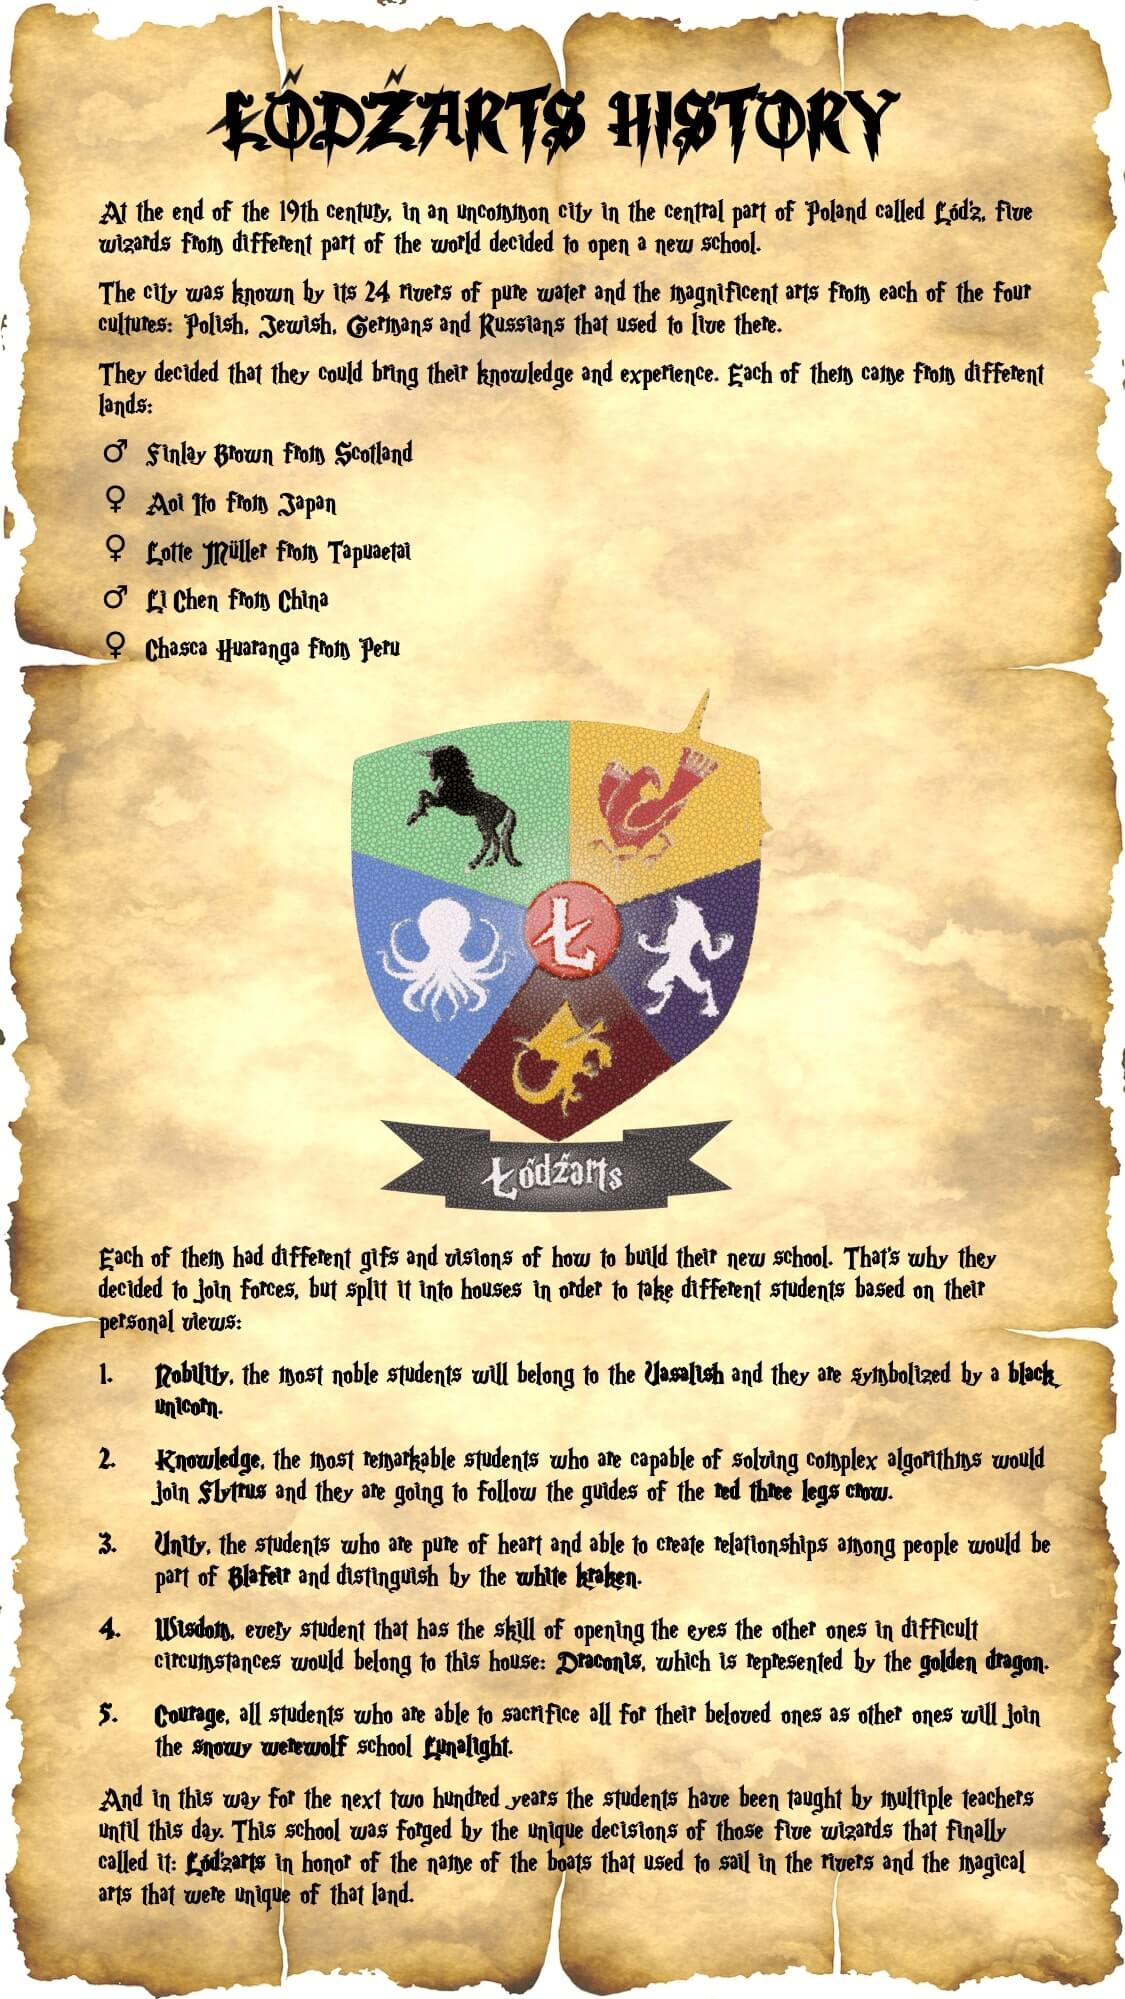 ŁÓDŹARTS HISTORY
At the end of the 19th century, in an uncommon city in the central part of Poland called Łódź, five
wizards from different part of the world decided to open a new school.
The city was known by its 24 rivers of pure water and the magnificent arts from each of the four
cultures: Polish, Jewish, Germans and Russians that used to live there.
They decided that they could bring their knowledge and experience. Each of them came from different
lands:
♂ Finlay Brown from Scotland
♀ Aoi Ito from Japan
♀ Lotte Müller from Tapuaetai
♂ Li Chen from China
♀ Chasca Huaranga from Peru
Ł
Łódźarts
Each of them had different gifs and visions of how to build their new school. That's why they
decided to join forces, but split it into houses in order to take different students based on their
personal views:
1. Nobility, the most noble students will belong to the Vasalish and they are symbolized by a black
unicorn.
2. Knowledge, the most remarkable students who are capable of solving complex algorithms would
join Flytrus and they are going to follow the guides of the red three legs crow.
3. Unity, the students who are pure of heart and able to create relationships among people would be
part of Blafeir and distinguish by the white kraken.
4. Wisdom, every student that has the skill of opening the eyes the other ones in difficult
circumstances would belong to this house: Draconis, which is represented by the golden dragon.
5. Courage, all students who are able to sacrifice all for their beloved ones as other ones will join
the snowy werewolf school Lunalight.
And in this way for the next two hundred years the students have been taught by multiple teachers
until this day. This school was forged by the unique decisions of those five wizards that finally
called it: Łódźarts in honor of the name of the boats that used to sail in the rivers and the magical
arts that were unique of that land.